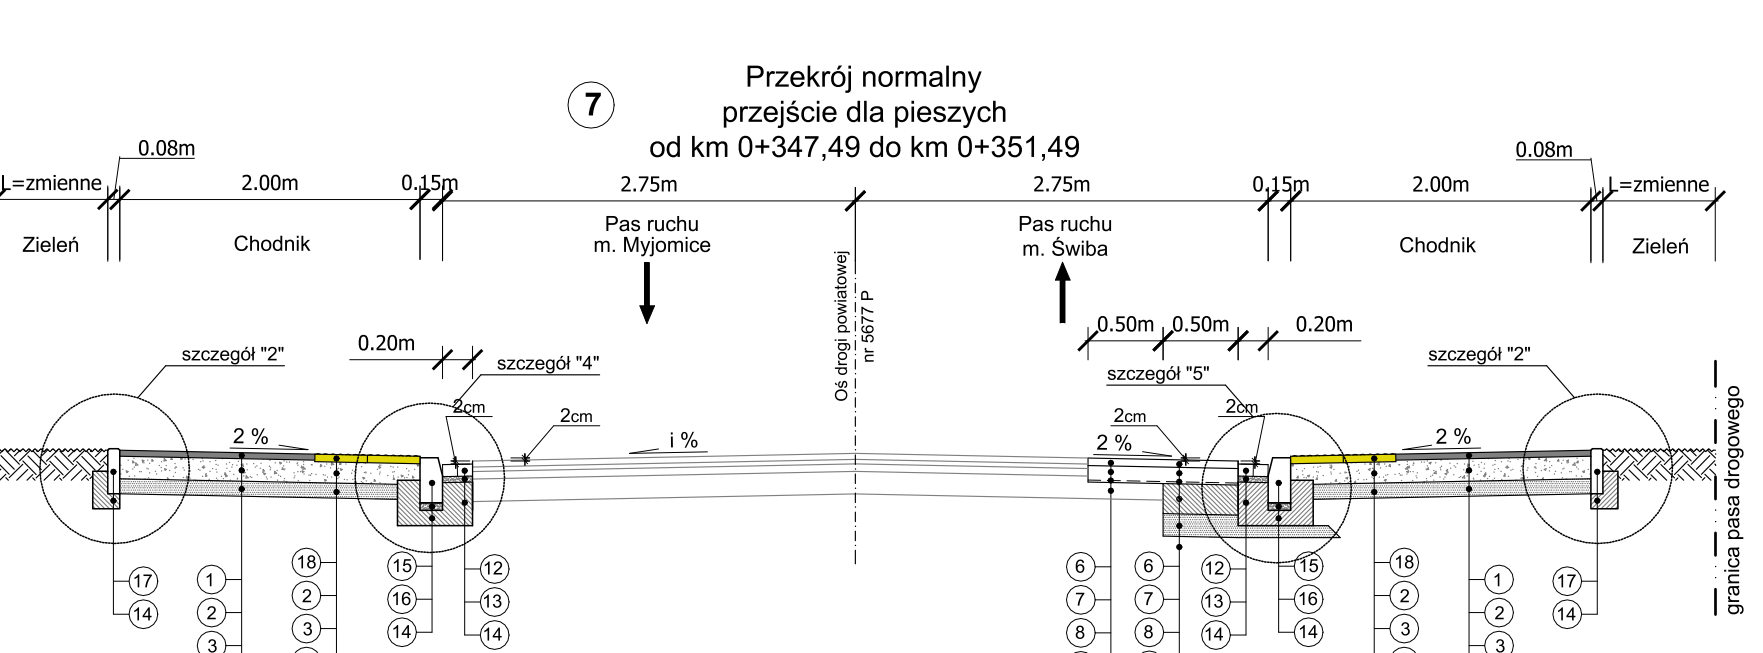 Przekrój normalny
7
przejście dla pieszych
od km 0+347,49 do km 0+351,49
0.08m
0.08m
L=zmienne
2.00m
0.15m
2.75m
2.75m
0.15m
2.00m
L=zmienne
Zieleń
Chodnik
Pas ruchu
m. Myjomice
Pas ruchu
m. Świba
Chodnik
Zieleń
Oś drogi powiatowej
nr 5677 P
0.50m
0.50m
0.20m
0.20m
szczegół "2"
szczegół "4"
szczegół "5"
szczegół "2"
2cm
2cm
2cm
2cm
2 %
i %
2 %
2 %
granica pasa drogowego
17
14
1
2
3
18
2
3
15
16
14
12
13
14
6
7
8
6
7
8
12
13
14
15
16
14
18
2
3
1
2
3
17
14